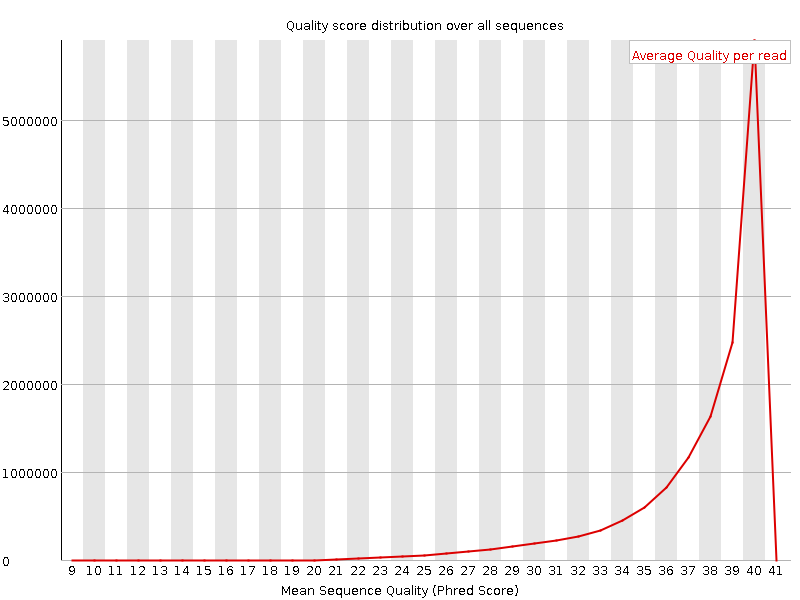 Quality score distribution over all sequences
Average Quality per read
5000000
4000000
3000000
2000000
1000000
0
9 10 11 12 13 14 15 16 17 18 19 20 21 22 23 24 25 26 27 28 29 30 31 32 33 34 35 36 37 38 39 40 41
Mean Sequence Quality (Phred Score)